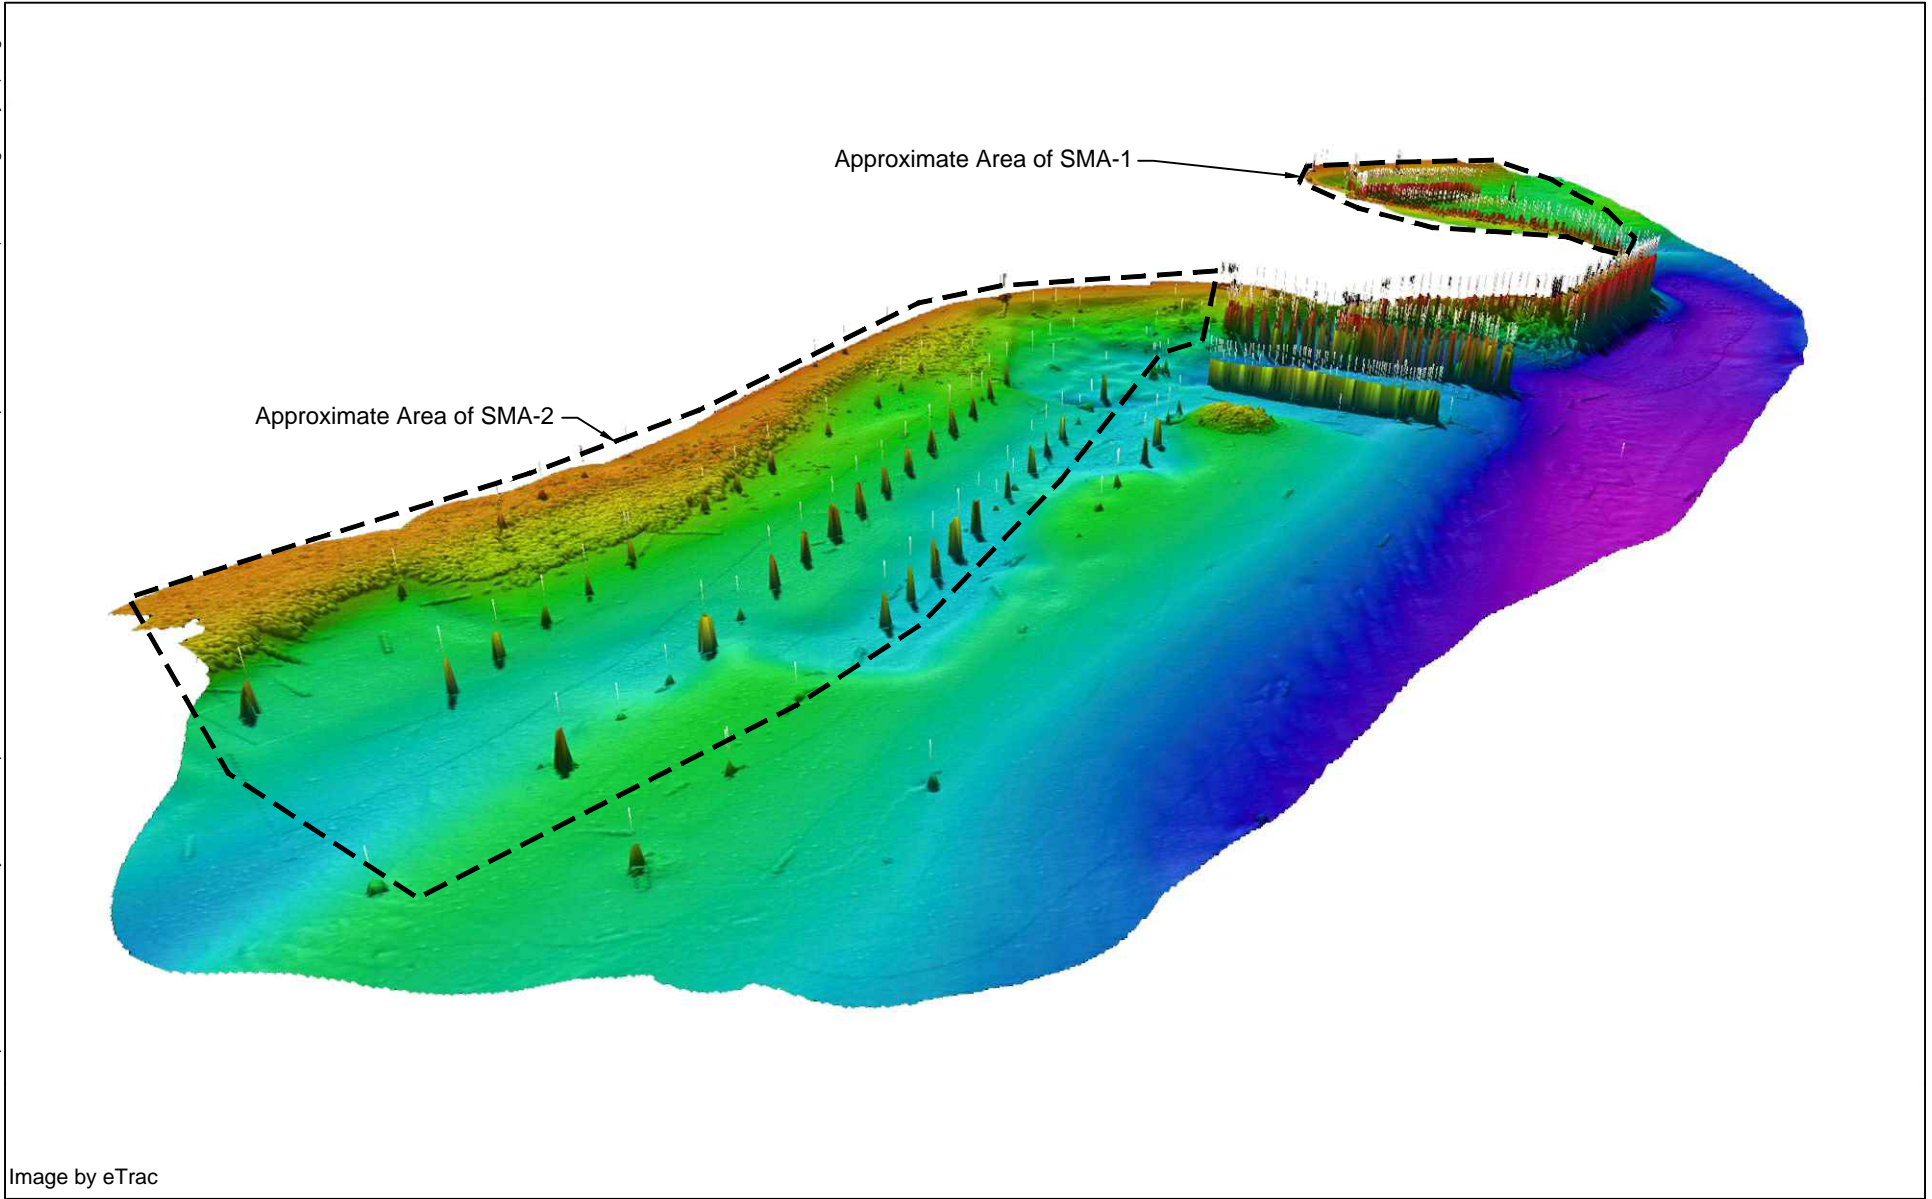 Approximate Area of SMA-1
Approximate Area of SMA-2
Image by eTrac